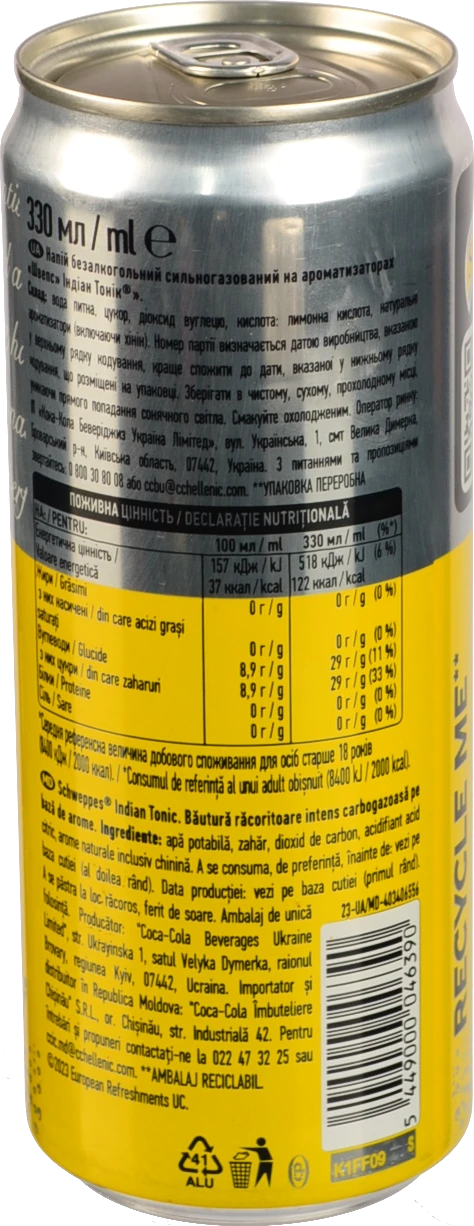 330 мл / ml e
UA Напій безалкогольний сильногазований на ароматизаторах
«Швепс® Індіан Тонік®».
Склад: вода питна, цукор, діоксид вуглецю, кислота: лимонна кислота, натуральні
ароматизатори (включаючи хінін). Номер партії визначається датою виробництва, вказаною
у верхньому рядку кодування, краще спожити до дати, вказаної у нижньому рядку
кодування, що розміщені на упаковці. Зберігати в чистому, сухому, прохолодному місці,
уникаючи прямого попадання сонячного світла. Смакуйте охолодженим. Оператор ринку:
ІП «Кока-Кола Беверіджиз Україна Лімітед», вул. Українська, 1, смт Велика Димерка,
Броварський р-н, Київська область, 07442, Україна. З питаннями та пропозиціями
звертайтесь: 0 800 30 80 08 або ccbu@cchellenic.com. **УПАКОВКА ПЕРЕРОБНА
ПОЖИВНА ЦІННІСТЬ / DECLARAȚIE NUTRIȚIONALĂ
НА: / PENTRU: 100 мл / ml 330 мл / ml (%*)
Енергетична цінність / 157 кДж / kJ 518 кДж / kJ (6 %)
Valoare energetică 37 ккал / kcal 122 ккал / kcal
Жири / Grăsimi 0 г / g 0 г / g (0 %)
з них насичені / din care acizi grași
saturați 0 г / g 0 г / g (0 %)
Вуглеводи / Glucide 8,9 г / g 29 г / g (11 %)
з них цукри / din care zaharuri 8,9 г / g 29 г / g (33 %)
Білки / Proteine 0 г / g 0 г / g (0 %)
Сіль / Sare 0 г / g 0 г / g (0 %)
*Середня референсна величина добового споживання для осіб старше 18 років
(8400 кДж / 2000 ккал). / *Consumul de referință al unui adult obișnuit (8400 kJ / 2000 kcal).
MD Schweppes® Indian Tonic. Băutură răcoritoare intens carbogazoasă pe
bază de arome. Ingrediente: apă potabilă, zahăr, dioxid de carbon, acidifiant acid
citric, arome naturale inclusiv chinină. A se consuma, de preferință, înainte de: vezi pe
baza cutiei (al doilea rând). Data producției: vezi pe baza cutiei (primul rând).
A se păstra la loc răcoros, ferit de soare. Ambalaj de unică
folosință. Producător: "Coca-Cola Beverages Ukraine
Limited", str. Ukrayinska 1, satul Velyka Dymerka, raionul
Brovary, regiunea Kyiv, 07442, Ucraina. Importator și
distribuitor în Republica Moldova: "Coca-Cola Îmbuteliere
Chișinău" S.R.L., or. Chișinău, str. Industrială 42. Pentru
întrebări și propuneri contactați-ne la 022 47 32 25 sau
ccic.md@cchellenic.com. **AMBALAJ RECICLABIL.
©2023 European Refreshments UC.
23-UA/MD-403406556
5 449000 046390
K1FF09 S
41
ALU
RECYCLE ME**